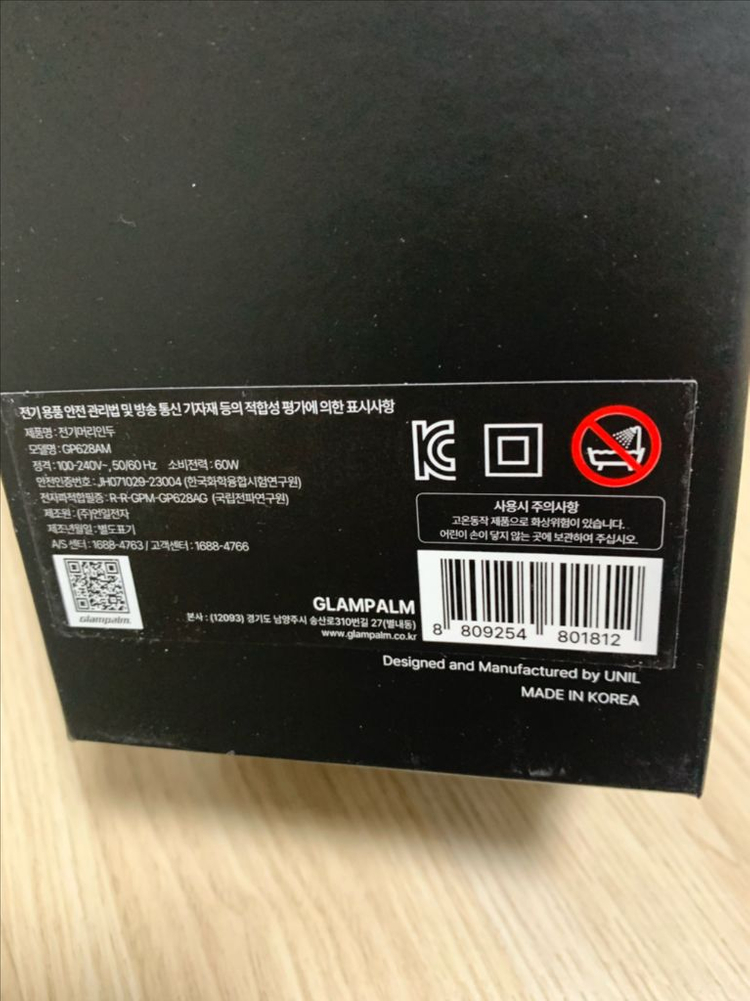 전기 용품 안전 관리법 및 방송 통신 기자재 등의 적합성 평가에 의한 표시사항
제품명 : 전기머리인두
모델명 : GP628AM
정격 : 100-240V~, 50/60 Hz 소비전력 : 60W
안전인증번호 : JH071029-23004 (한국화학융합시험연구원)
전자파적합필증 : R-R-GPM-GP628AG (국립전파연구원)
제조원 : (주)언일전자
제조년월일 : 별도표기
A/S 센터 : 1688-4763 / 고객센터 : 1688-4766
glampalm.
사용시 주의사항
고온동작 제품으로 화상위험이 있습니다.
어린이 손이 닿지 않는 곳에 보관하여 주십시오.
GLAMPALM
본사 : (12093) 경기도 남양주시 송산로310번길 27(별내동)
www.glampalm.co.kr
8 809254 801812
Designed and Manufactured by UNIL
MADE IN KOREA